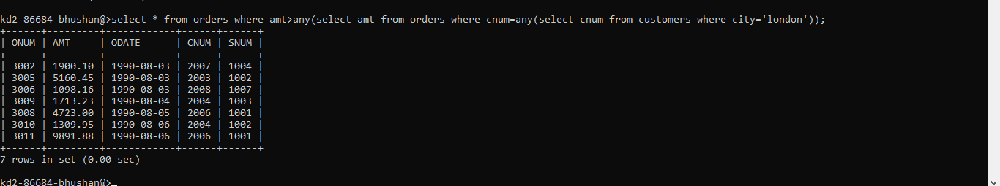 kd2-86684-bhushan@>select * from orders where amt>any(select amt from orders where cnum=any(select cnum from customers where city='london'));
+------+---------+------------+------+------+
| ONUM | AMT     | ODATE      | CNUM | SNUM |
+------+---------+------------+------+------+
| 3002 | 1900.10 | 1990-08-03 | 2007 | 1004 |
| 3005 | 5160.45 | 1990-08-03 | 2003 | 1002 |
| 3006 | 1098.16 | 1990-08-03 | 2008 | 1007 |
| 3009 | 1713.23 | 1990-08-04 | 2004 | 1003 |
| 3008 | 4723.00 | 1990-08-05 | 2006 | 1001 |
| 3010 | 1309.95 | 1990-08-06 | 2004 | 1002 |
| 3011 | 9891.88 | 1990-08-06 | 2006 | 1001 |
+------+---------+------------+------+------+
7 rows in set (0.00 sec)
kd2-86684-bhushan@>